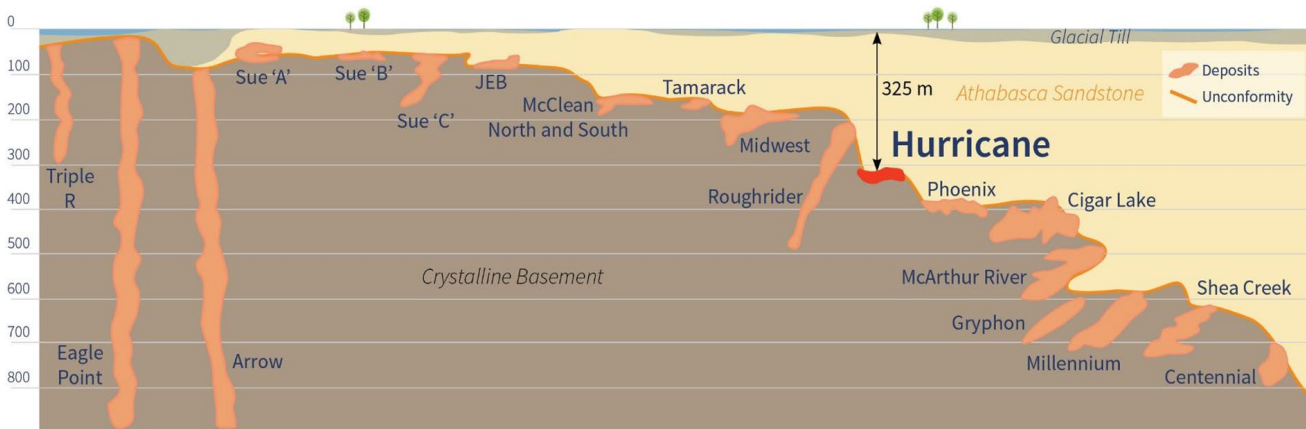 0
100
200
300
400
500
600
700
800
Glacial Till
Athabasca Sandstone
Deposits
Unconformity
325 m
Hurricane
Sue ‘A’
Sue ‘B’
Sue ‘C’
JEB
McClean
North and South
Tamarack
Midwest
Roughrider
Phoenix
Cigar Lake
McArthur River
Gryphon
Millennium
Shea Creek
Centennial
Triple
R
Eagle
Point
Arrow
Crystalline Basement